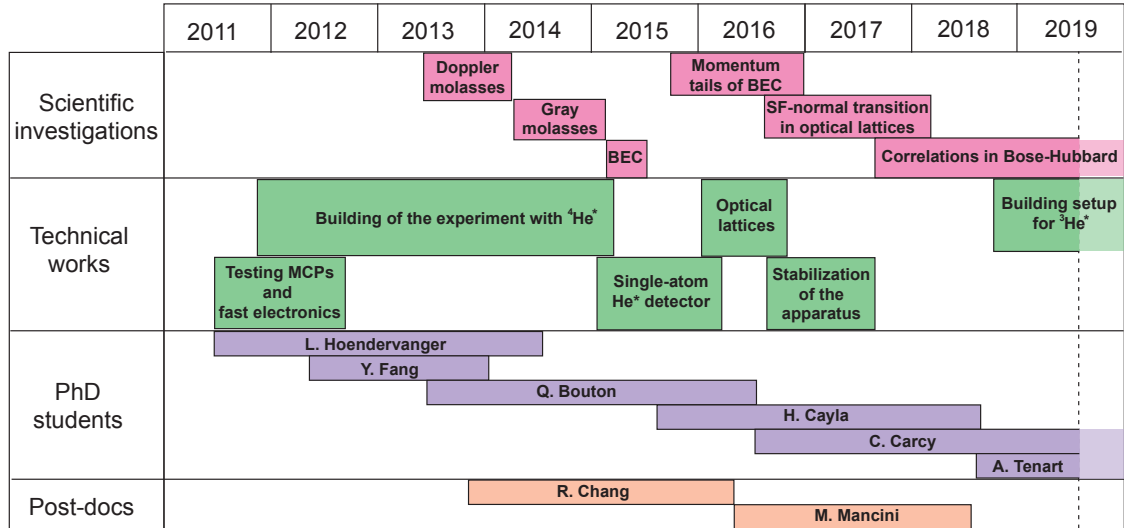 2011 2012 2013 2014 2015 2016 2017 2018 2019
Scientific
investigations
Doppler
molasses
Gray
molasses
BEC
Momentum
tails of BEC
SF-normal transition
in optical lattices
Correlations in Bose-Hubbard
Technical
works
Building of the experiment with ⁴He*
Optical
lattices
Building setup
for ³He*
Testing MCPs
and
fast electronics
Single-atom
He* detector
Stabilization
of the
apparatus
PhD
students
L. Hoendervanger
Y. Fang
Q. Bouton
H. Cayla
C. Carcy
A. Tenart
Post-docs
R. Chang
M. Mancini